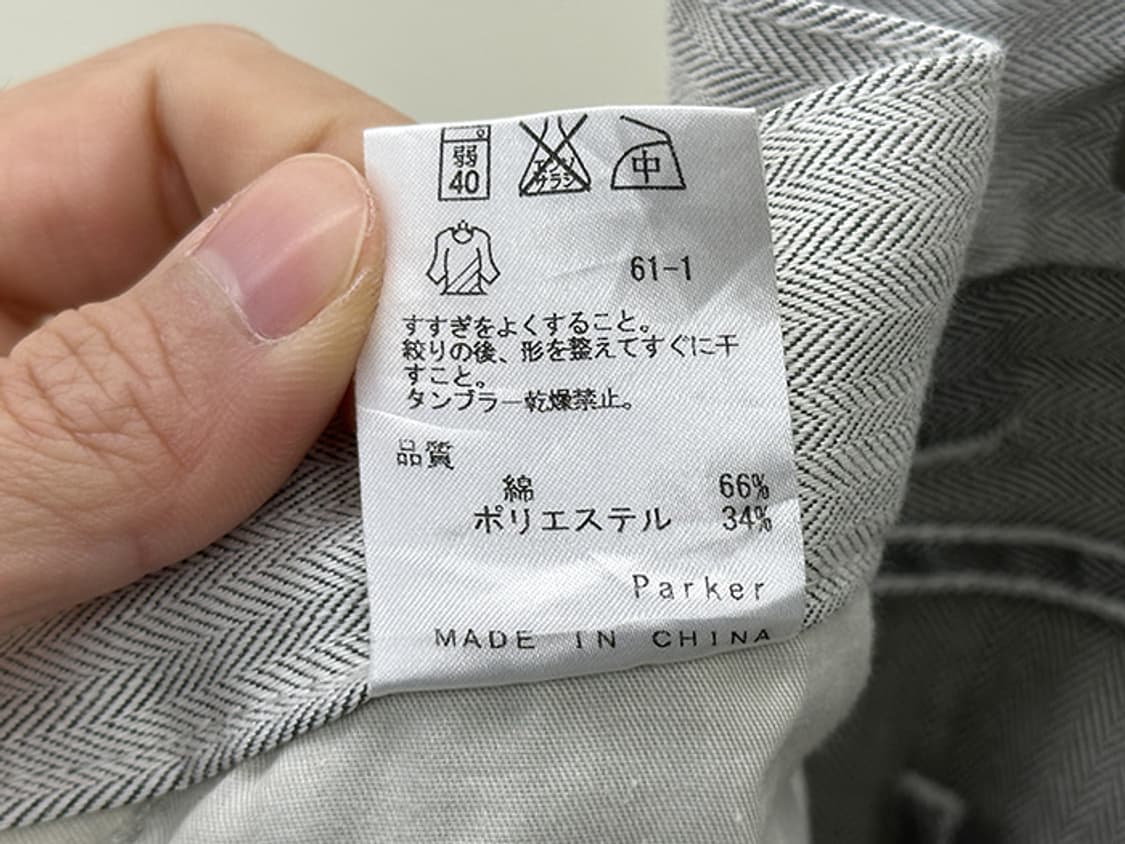 弱 エンソサラシ 中
40
61-1
すすぎをよくすること。
絞りの後、形を整えてすぐに干
すこと。
タンブラー乾燥禁止。
品質
綿 66%
ポリエステル 34%
Parker
MADE IN CHINA